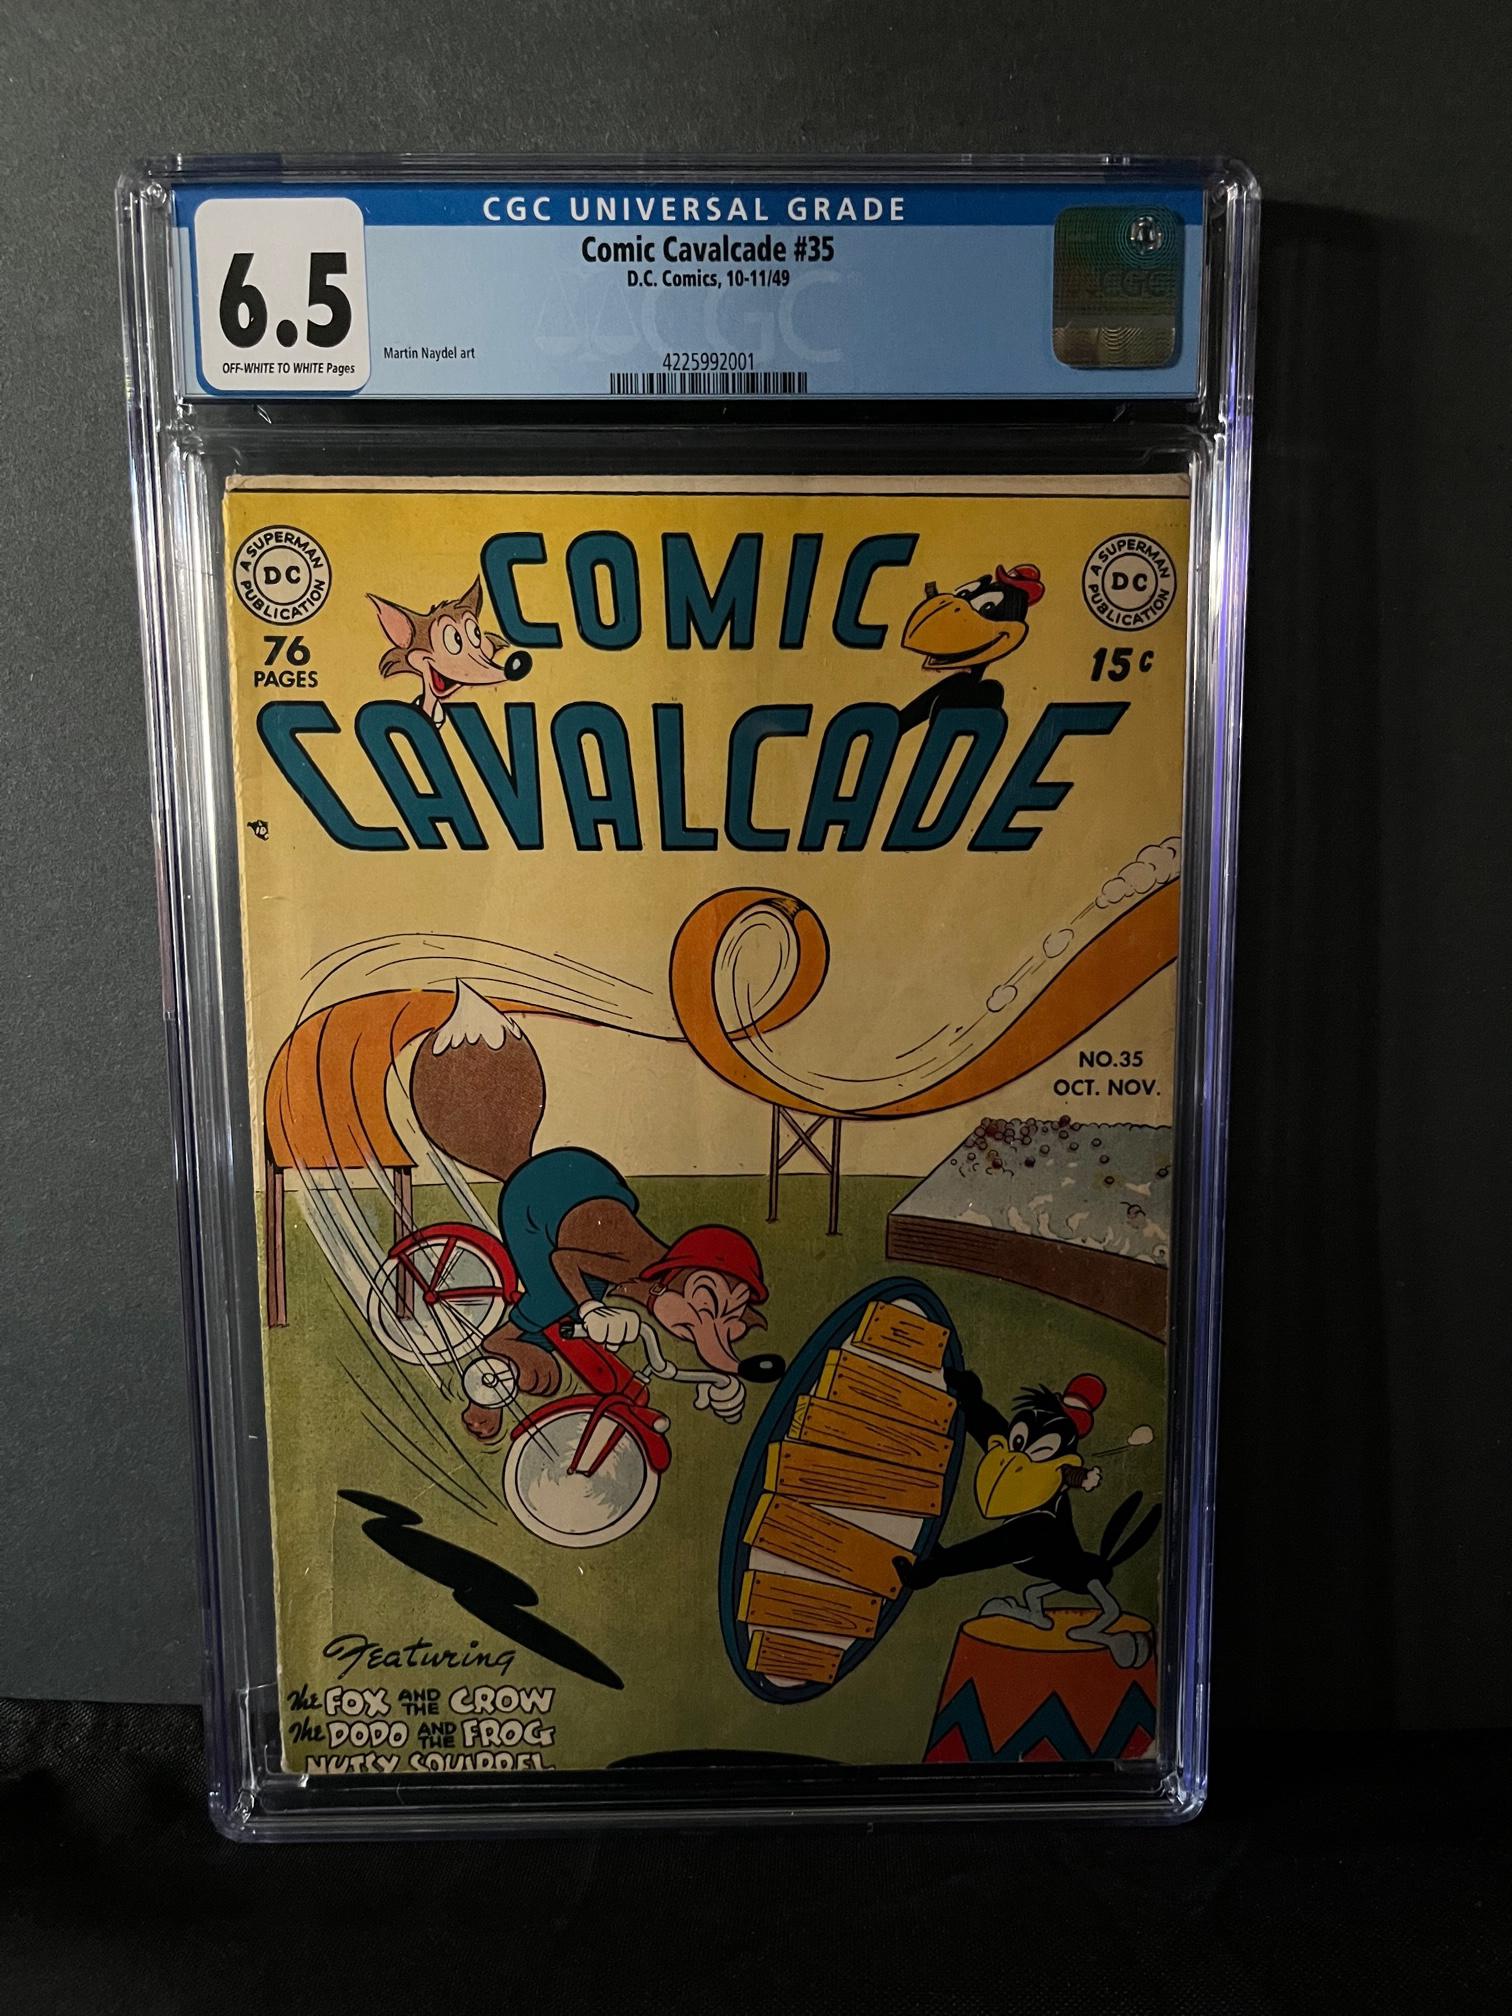 CGC UNIVERSAL GRADE
6.5
OFF-WHITE TO WHITE Pages
Comic Cavalcade #35
D.C. Comics, 10-11/49
CGC
Martin Naydel art
4225992001
CGC
A SUPERMAN DC PUBLICATION
76
PAGES
COMIC
CAVALCADE
A SUPERMAN DC PUBLICATION
15¢
NO.35
OCT. NOV.
Featuring
The FOX AND THE CROW
The DODO AND THE FROG
NUTSY SQUIRREL